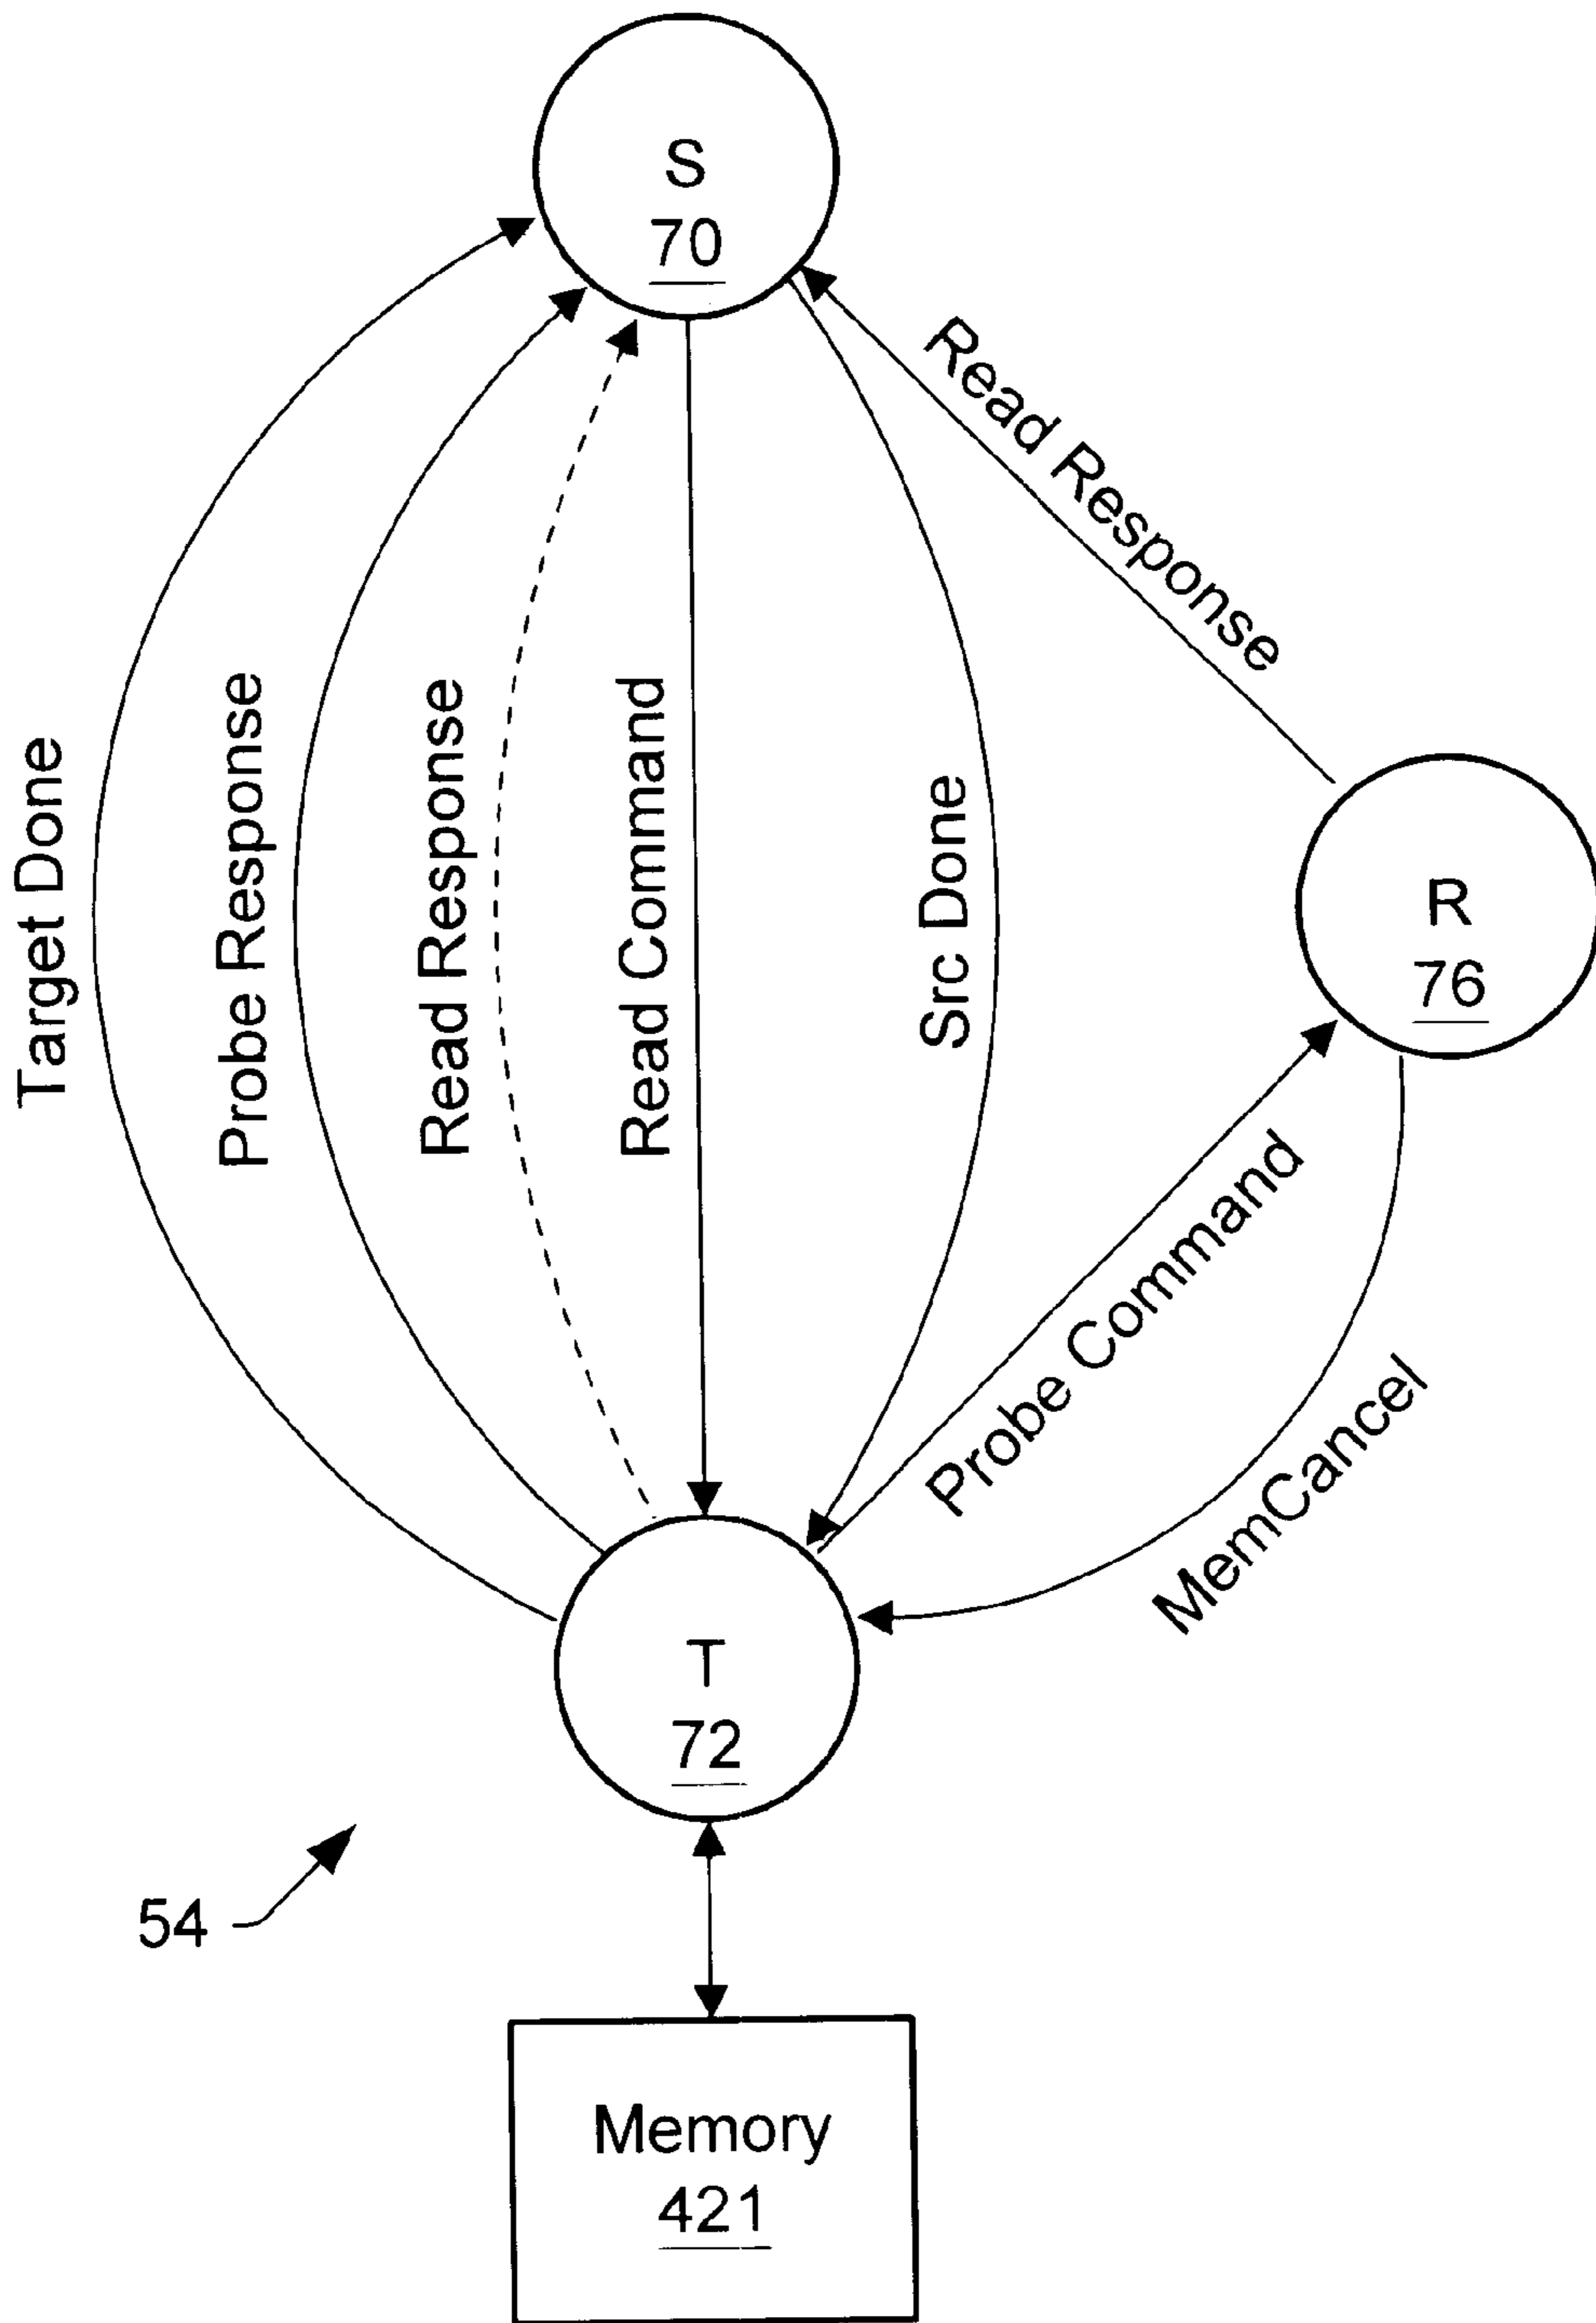 S
70
Read Response
Target Done
Probe Response
Read Response
Read Command
Src Done
R
76
Probe Command
MemCancel
T
72
54
Memory
421